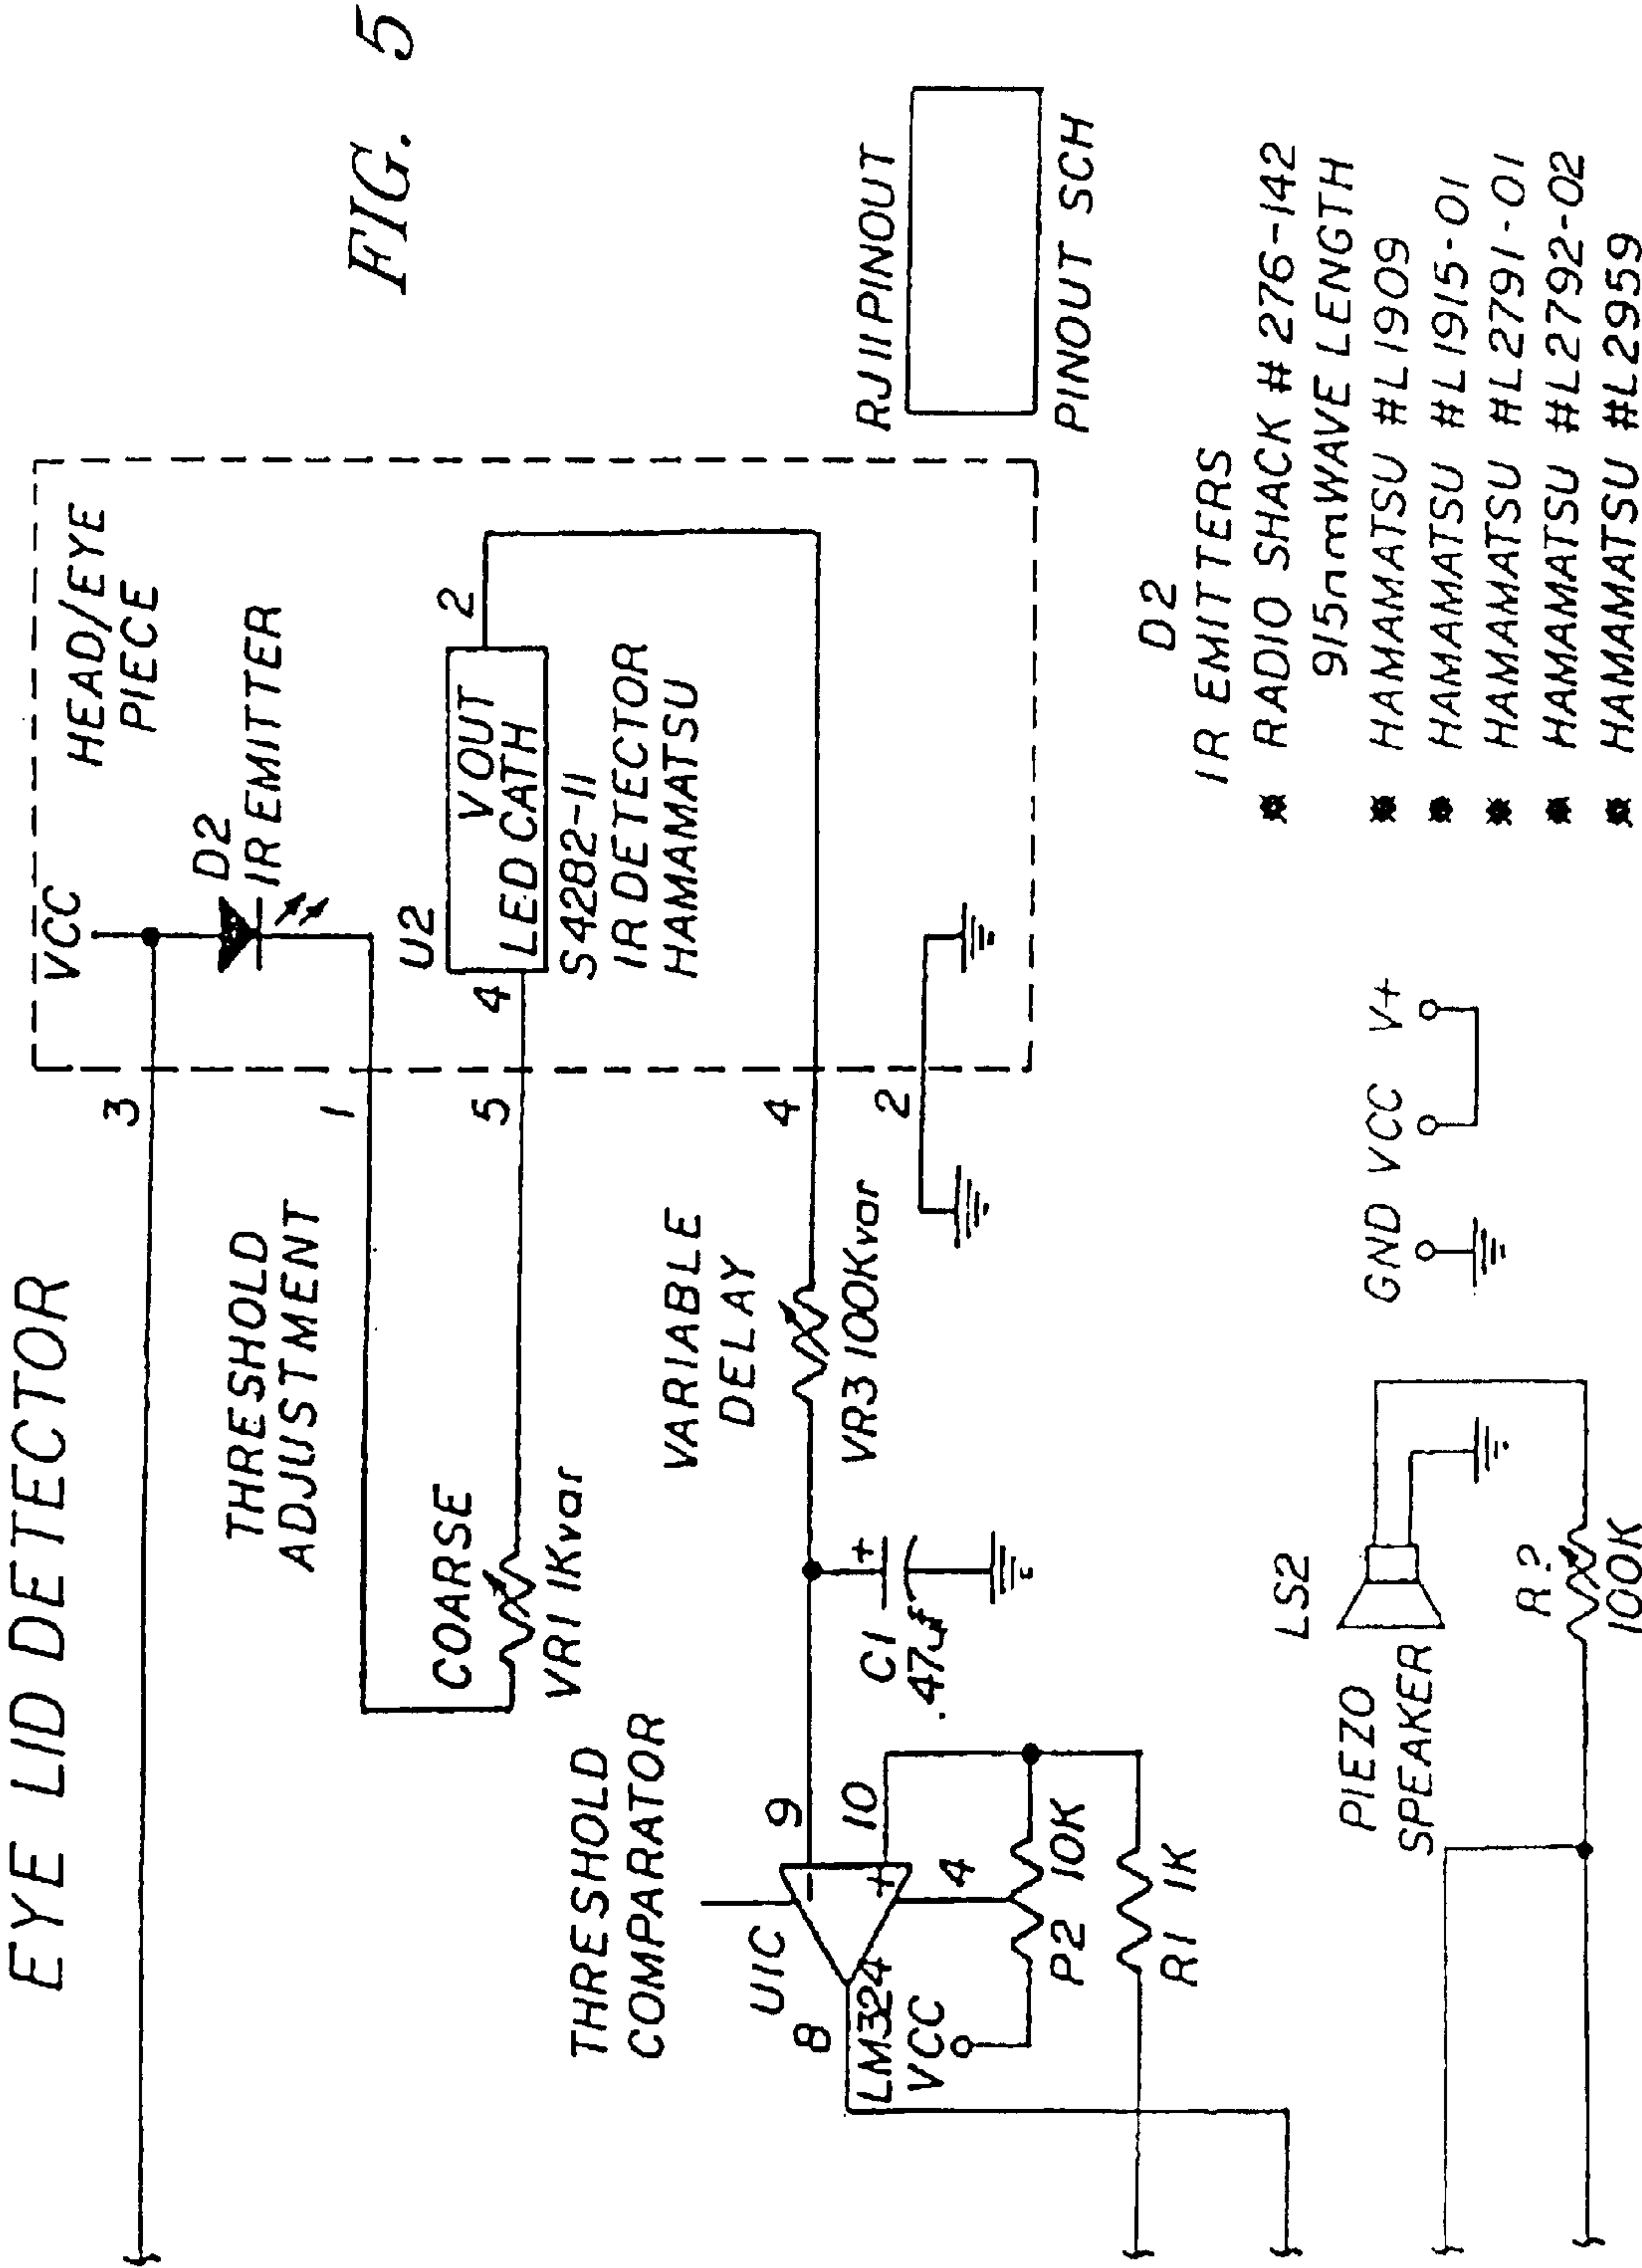 EYE LID DETECTOR
FIG. 5
3
VCC
HEAD/EYE
PIECE
THRESHOLD
ADJUSTMENT
1
D2
IR EMITTER
COARSE
VR1 1Kvar
5
4
U2
V OUT
LED CATH
2
S4282-11
IR DETECTOR
HAMAMATSU
THRESHOLD
COMPARATOR
VARIABLE
DELAY
VR3 100Kvar
4
2
U1C
8
9
10
-
+
4
LM324
VCC
C1
+
.47uf
P2 10K
R1 1K
RJ11 PINOUT
PINOUT SCH
LS2
PIEZO
SPEAKER
R?
100K
GND VCC V+
D2
IR EMITTERS
* RADIO SHACK # 276-142
915nm WAVE LENGTH
* HAMAMATSU #L1909
* HAMAMATSU #L1915-01
* HAMAMATSU #L2791-01
* HAMAMATSU #L2792-02
* HAMAMATSU #L2959